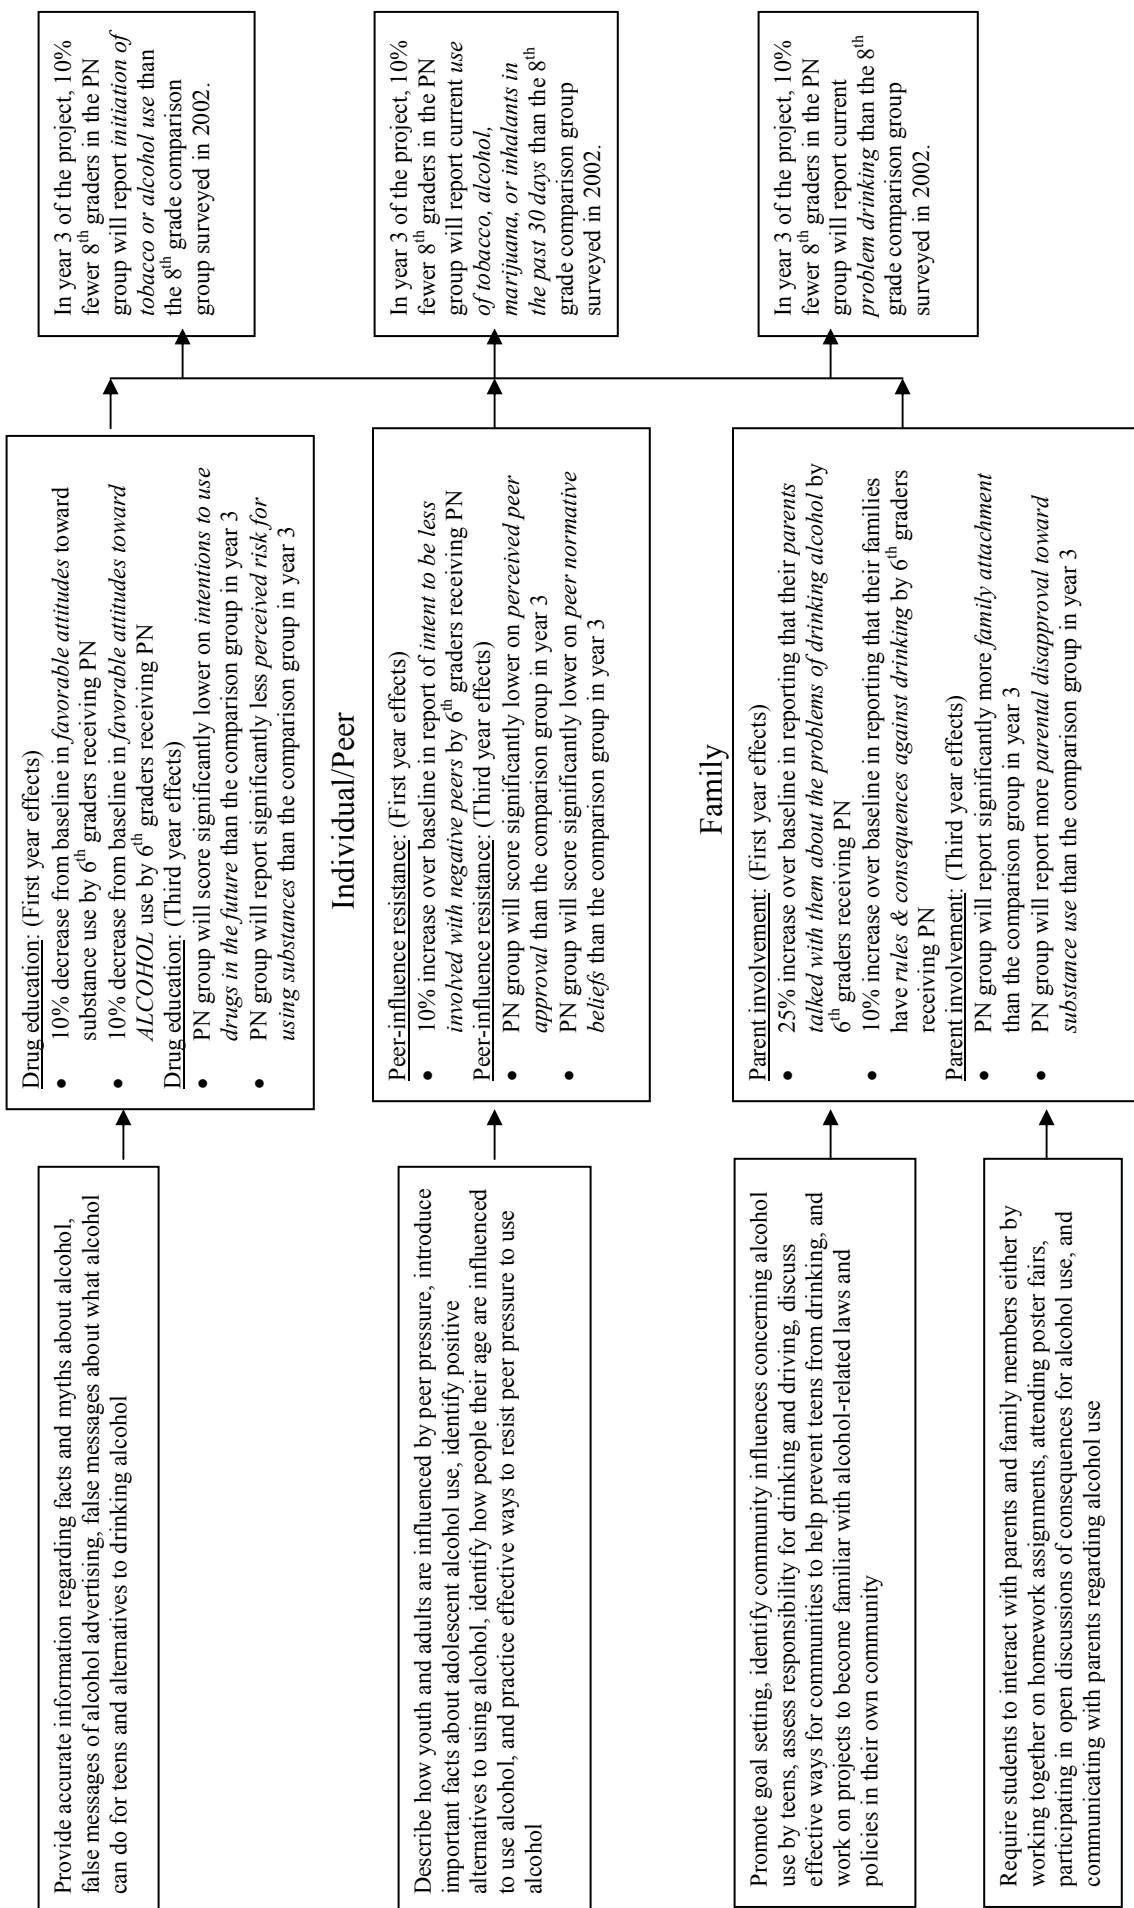 Provide accurate information regarding facts and myths about alcohol,
false messages of alcohol advertising, false messages about what alcohol
can do for teens and alternatives to drinking alcohol
Describe how youth and adults are influenced by peer pressure, introduce
important facts about adolescent alcohol use, identify positive
alternatives to using alcohol, identify how people their age are influenced
to use alcohol, and practice effective ways to resist peer pressure to use
alcohol
Promote goal setting, identify community influences concerning alcohol
use by teens, assess responsibility for drinking and driving, discuss
effective ways for communities to help prevent teens from drinking, and
work on projects to become familiar with alcohol-related laws and
policies in their own community
Require students to interact with parents and family members either by
working together on homework assignments, attending poster fairs,
participating in open discussions of consequences for alcohol use, and
communicating with parents regarding alcohol use
Drug education: (First year effects)
• 10% decrease from baseline in favorable attitudes toward
substance use by 6th graders receiving PN
• 10% decrease from baseline in favorable attitudes toward
ALCOHOL use by 6th graders receiving PN
Drug education: (Third year effects)
• PN group will score significantly lower on intentions to use
drugs in the future than the comparison group in year 3
• PN group will report significantly less perceived risk for
using substances than the comparison group in year 3
Individual/Peer
Peer-influence resistance: (First year effects)
• 10% increase over baseline in report of intent to be less
involved with negative peers by 6th graders receiving PN
Peer-influence resistance: (Third year effects)
• PN group will score significantly lower on perceived peer
approval than the comparison group in year 3
• PN group will score significantly lower on peer normative
beliefs than the comparison group in year 3
Family
Parent involvement: (First year effects)
• 25% increase over baseline in reporting that their parents
talked with them about the problems of drinking alcohol by
6th graders receiving PN
• 10% increase over baseline in reporting that their families
have rules & consequences against drinking by 6th graders
receiving PN
Parent involvement: (Third year effects)
• PN group will report significantly more family attachment
than the comparison group in year 3
• PN group will report more parental disapproval toward
substance use than the comparison group in year 3
In year 3 of the project, 10%
fewer 8th graders in the PN
group will report initiation of
tobacco or alcohol use than
the 8th grade comparison
group surveyed in 2002.
In year 3 of the project, 10%
fewer 8th graders in the PN
group will report current use
of tobacco, alcohol,
marijuana, or inhalants in
the past 30 days than the 8th
grade comparison group
surveyed in 2002.
In year 3 of the project, 10%
fewer 8th graders in the PN
group will report current
problem drinking than the 8th
grade comparison group
surveyed in 2002.